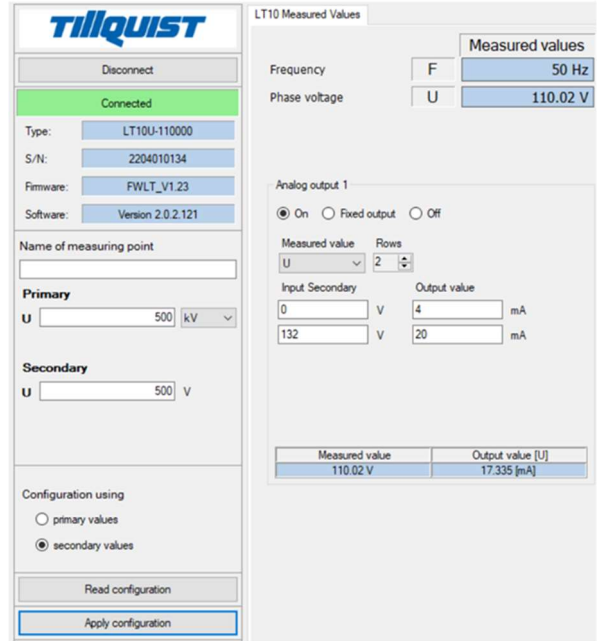 TILLQUIST
Disconnect
Connected
Type: LT10U-110000
S/N: 2204010134
Firmware: FWLT_V1.23
Software: Version 2.0.2.121
Name of measuring point
Primary
U 500 kV
Secondary
U 500 V
Configuration using
primary values
secondary values
Read configuration
Apply configuration
LT10 Measured Values
Measured values
Frequency F 50 Hz
Phase voltage U 110.02 V
Analog output 1
On Fixed output Off
Measured value Rows
U 2
Input Secondary Output value
0 V 4 mA
132 V 20 mA
Measured value Output value [U]
110.02 V 17.335 [mA]